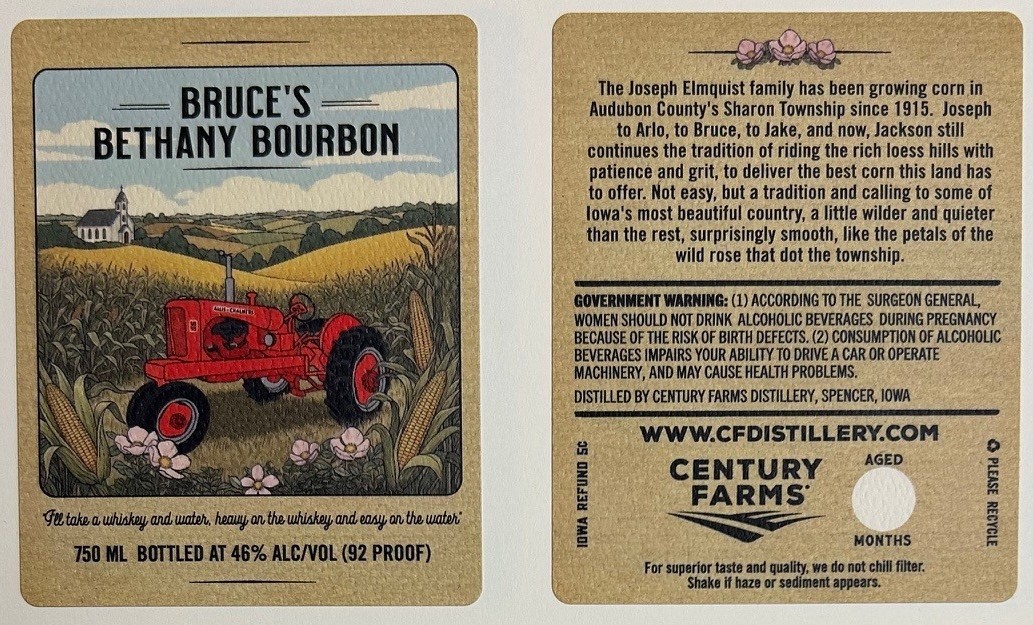 BRUCE'S
BETHANY BOURBON
ALLIS-CHALMERS
"I'll take a whiskey and water, heavy on the whiskey and easy on the water"
750 ML BOTTLED AT 46% ALC/VOL (92 PROOF)
The Joseph Elmquist family has been growing corn in
Audubon County's Sharon Township since 1915. Joseph
to Arlo, to Bruce, to Jake, and now, Jackson still
continues the tradition of riding the rich loess hills with
patience and grit, to deliver the best corn this land has
to offer. Not easy, but a tradition and calling to some of
Iowa's most beautiful country, a little wilder and quieter
than the rest, surprisingly smooth, like the petals of the
wild rose that dot the township.
GOVERNMENT WARNING: (1) ACCORDING TO THE SURGEON GENERAL,
WOMEN SHOULD NOT DRINK ALCOHOLIC BEVERAGES DURING PREGNANCY
BECAUSE OF THE RISK OF BIRTH DEFECTS. (2) CONSUMPTION OF ALCOHOLIC
BEVERAGES IMPAIRS YOUR ABILITY TO DRIVE A CAR OR OPERATE
MACHINERY, AND MAY CAUSE HEALTH PROBLEMS.
DISTILLED BY CENTURY FARMS DISTILLERY, SPENCER, IOWA
WWW.CFDISTILLERY.COM
IOWA REFUND 5C
CENTURY
FARMS
AGED
MONTHS
PLEASE RECYCLE
For superior taste and quality, we do not chill filter.
Shake if haze or sediment appears.